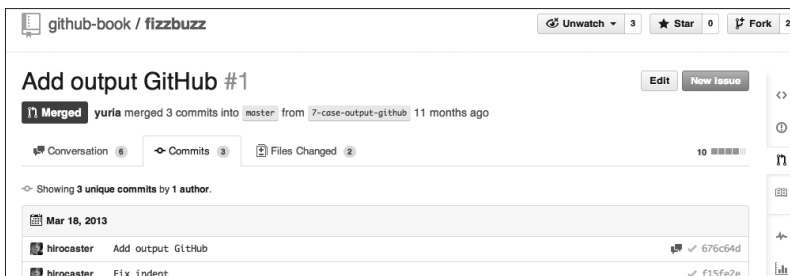 github-book / fizzbuzz
Unwatch 3 Star 0 Fork 2
Add output GitHub #1
Edit New Issue
Merged yuria merged 3 commits into master from 7-case-output-github 11 months ago
Conversation 6 Commits 3 Files Changed 2 10
Showing 3 unique commits by 1 author.
Mar 18, 2013
hirocaster Add output GitHub 676c64d
hirocaster Fix indent f15fe2e